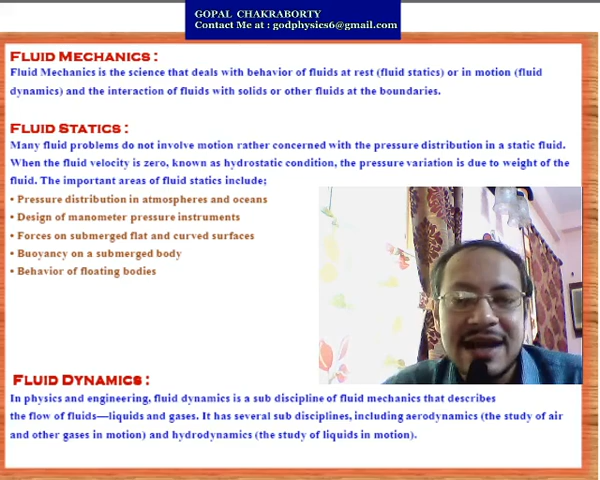 GOPAL CHAKRABORTY
Contact Me at : godphysics6@gmail.com
FLUID MECHANICS :
Fluid Mechanics is the science that deals with behavior of fluids at rest (fluid statics) or in motion (fluid
dynamics) and the interaction of fluids with solids or other fluids at the boundaries.
FLUID STATICS :
Many fluid problems do not involve motion rather concerned with the pressure distribution in a static fluid.
When the fluid velocity is zero, known as hydrostatic condition, the pressure variation is due to weight of the
fluid. The important areas of fluid statics include;
• Pressure distribution in atmospheres and oceans
• Design of manometer pressure instruments
• Forces on submerged flat and curved surfaces
• Buoyancy on a submerged body
• Behavior of floating bodies
FLUID DYNAMICS :
In physics and engineering, fluid dynamics is a sub discipline of fluid mechanics that describes
the flow of fluids—liquids and gases. It has several sub disciplines, including aerodynamics (the study of air
and other gases in motion) and hydrodynamics (the study of liquids in motion).